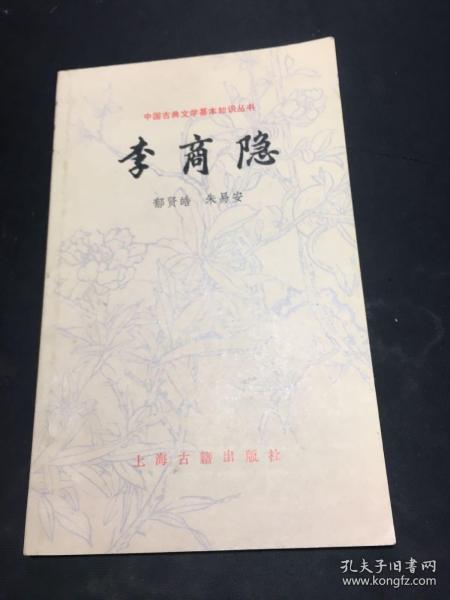 中国古典文学基本知识丛书
李商隐
郁贤皓 朱易安
上海古籍出版社
孔夫子旧书网
www.kongfz.com